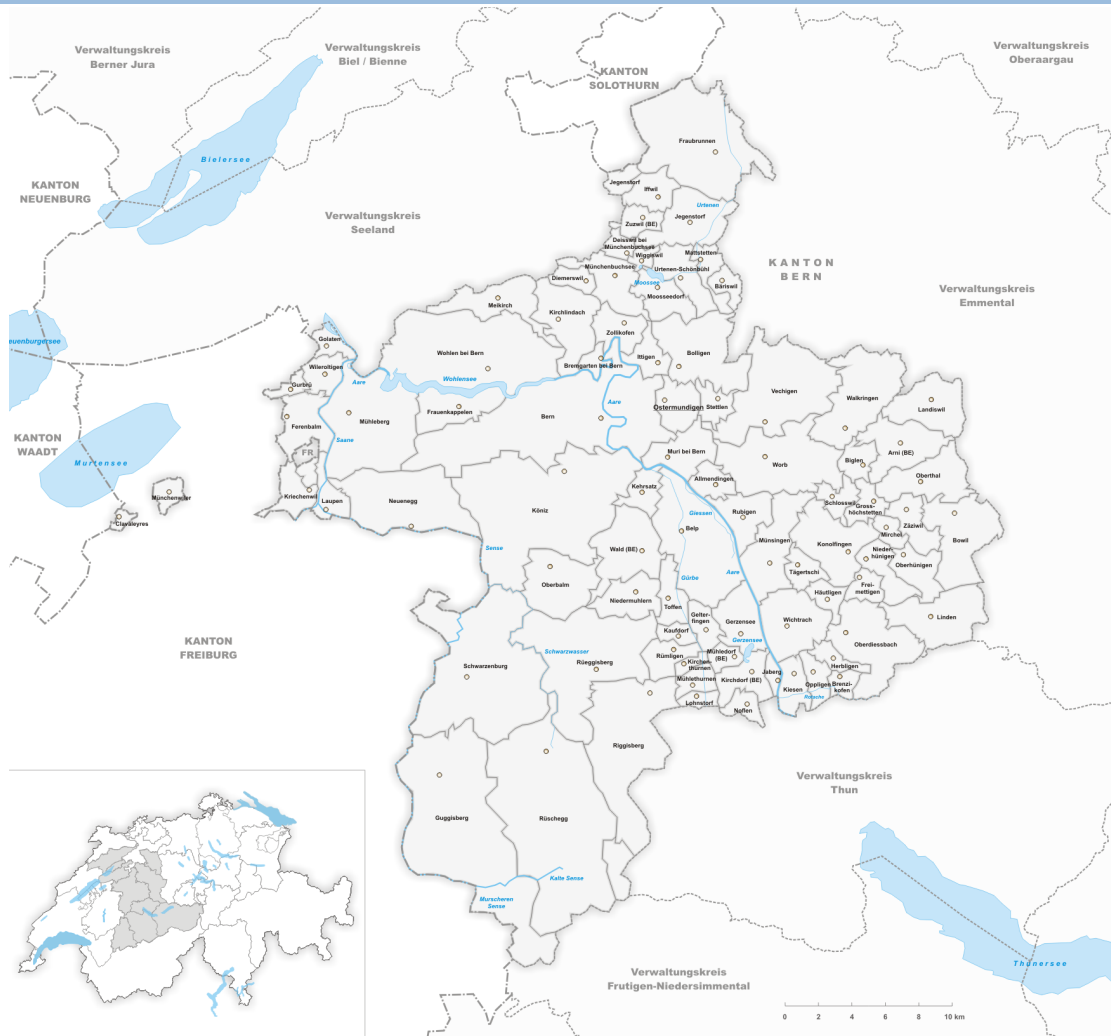 Verwaltungskreis
Berner Jura
Verwaltungskreis
Biel / Bienne
KANTON
SOLOTHURN
Verwaltungskreis
Oberaargau
Fraubrunnen
Bielersee
KANTON
NEUENBURG
Verwaltungskreis
Seeland
Jegenstorf
Iffwil
Urtenen
Zuzwil (BE)
Jegenstorf
Deisswil bei
Münchenbuchsee
Wiggiswil
Mattstetten
Münchenbuchsee
Urtenen-Schönbühl
KANTON
BERN
Diemerswil
Moossee
Moosseedorf
Bäriswil
Verwaltungskreis
Emmental
Meikirch
Kirchlindach
Zollikofen
Golaten
Wohlen bei Bern
Ittigen
Bolligen
Wileroltigen
Bremgarten bei Bern
Gurbrü
Aare
Wohlensee
Vechigen
Walkringen
Landiswil
Frauenkappelen
Ostermundigen
Stettlen
Mühleberg
Bern
Aare
Ferenbalm
KANTON
WAADT
Saane
FR
Muri bei Bern
Worb
Arni (BE)
Biglen
Murtensee
Allmendingen
Oberthal
Kehrsatz
Münchenwiler
Kriechenwil
Laupen
Neuenegg
Köniz
Schlosswil
Gross-
höchstetten
Clavaleyres
Giessen
Rubigen
Zäziwil
Belp
Mirchel
Münsingen
Konolfingen
Bowil
Sense
Wald (BE)
Nieder-
hünigen
Oberhünigen
Tägertschi
Aare
Oberbalm
Gürbe
Frei-
mettigen
Häutligen
Niedermuhlern
Toffen
Gelter-
fingen
Gerzensee
Wichtrach
Linden
Kaufdorf
Gerzensee
Oberdiessbach
KANTON
FREIBURG
Schwarzwasser
Rümligen
Mühledorf
(BE)
Schwarzenburg
Rüeggisberg
Kirchen-
thurnen
Herbligen
Jaberg
Oppligen
Mühlethurnen
Kirchdorf (BE)
Kiesen
Brenzi-
kofen
Rotache
Lohnstorf
Noflen
Riggisberg
Verwaltungskreis
Thun
Guggisberg
Rüschegg
Kalte Sense
Muscheren
Sense
Thunersee
Verwaltungskreis
Frutigen-Niedersimmental
0 2 4 6 8 10 km